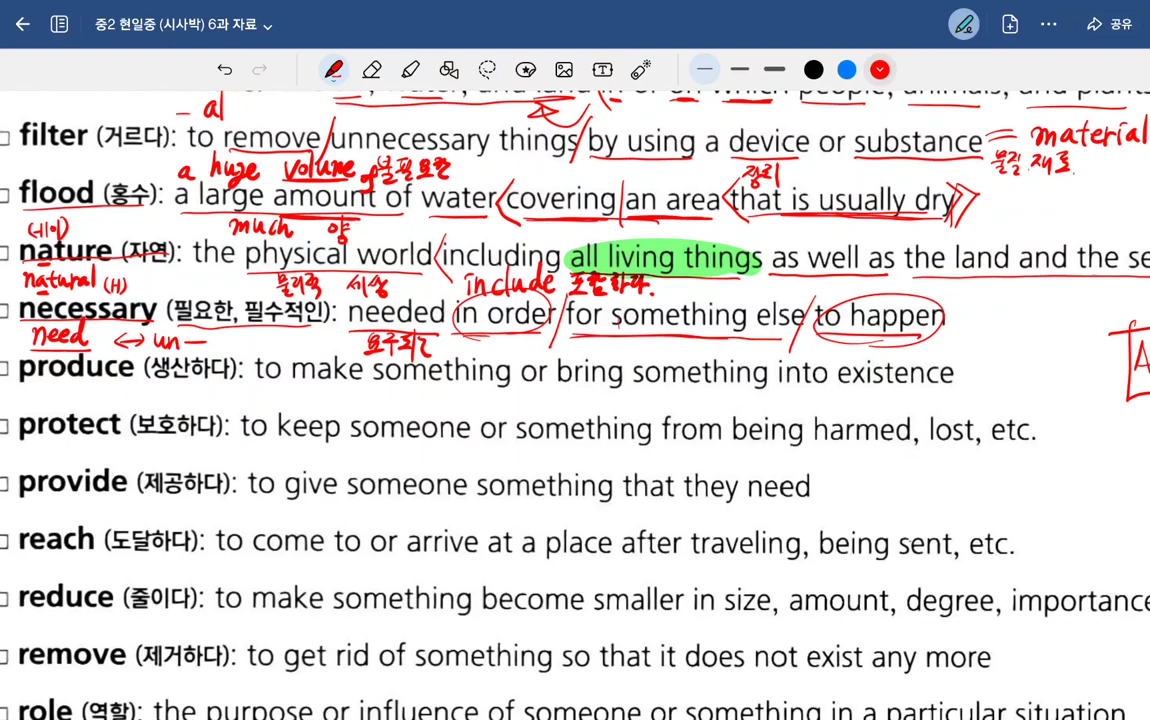 중2 현일중 (시사박) 6과 자료
공유
- al
filter (거르다): to remove unnecessary things by using a device or substance = material
a huge volume of 불필요한 장치 물질 재료
flood (홍수): a large amount of water covering an area that is usually dry
(네이) much 양
nature (자연): the physical world including all living things as well as the land and the se
natural (H) 물리적 세상 include 포함하다.
necessary (필요한, 필수적인): needed in order for something else to happen
need ↔ un- 요구되는
produce (생산하다): to make something or bring something into existence
protect (보호하다): to keep someone or something from being harmed, lost, etc.
provide (제공하다): to give someone something that they need
reach (도달하다): to come to or arrive at a place after traveling, being sent, etc.
reduce (줄이다): to make something become smaller in size, amount, degree, importance
remove (제거하다): to get rid of something so that it does not exist any more
role (역할): the purpose or influence of someone or something in a particular situation